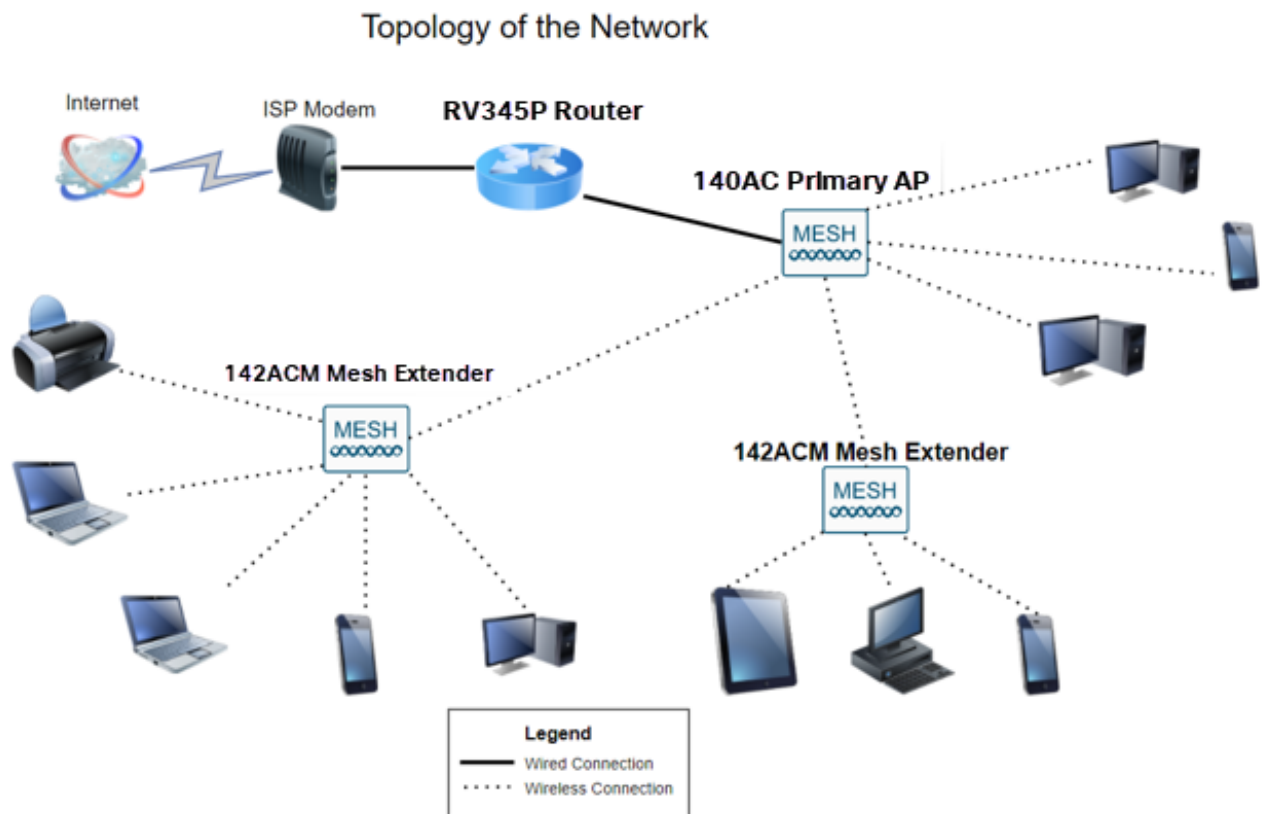 Topology of the Network
Internet
ISP Modem
RV345P Router
140AC Primary AP
MESH
142ACM Mesh Extender
MESH
142ACM Mesh Extender
MESH
Legend
Wired Connection
Wireless Connection